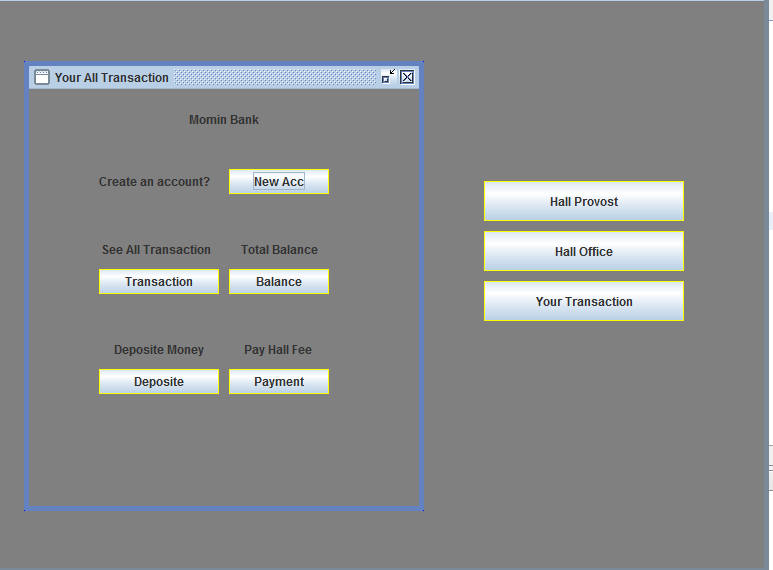 Your All Transaction
Momin Bank
Create an account? New Acc
See All Transaction Total Balance
Transaction Balance
Deposite Money Pay Hall Fee
Deposite Payment
Hall Provost
Hall Office
Your Transaction